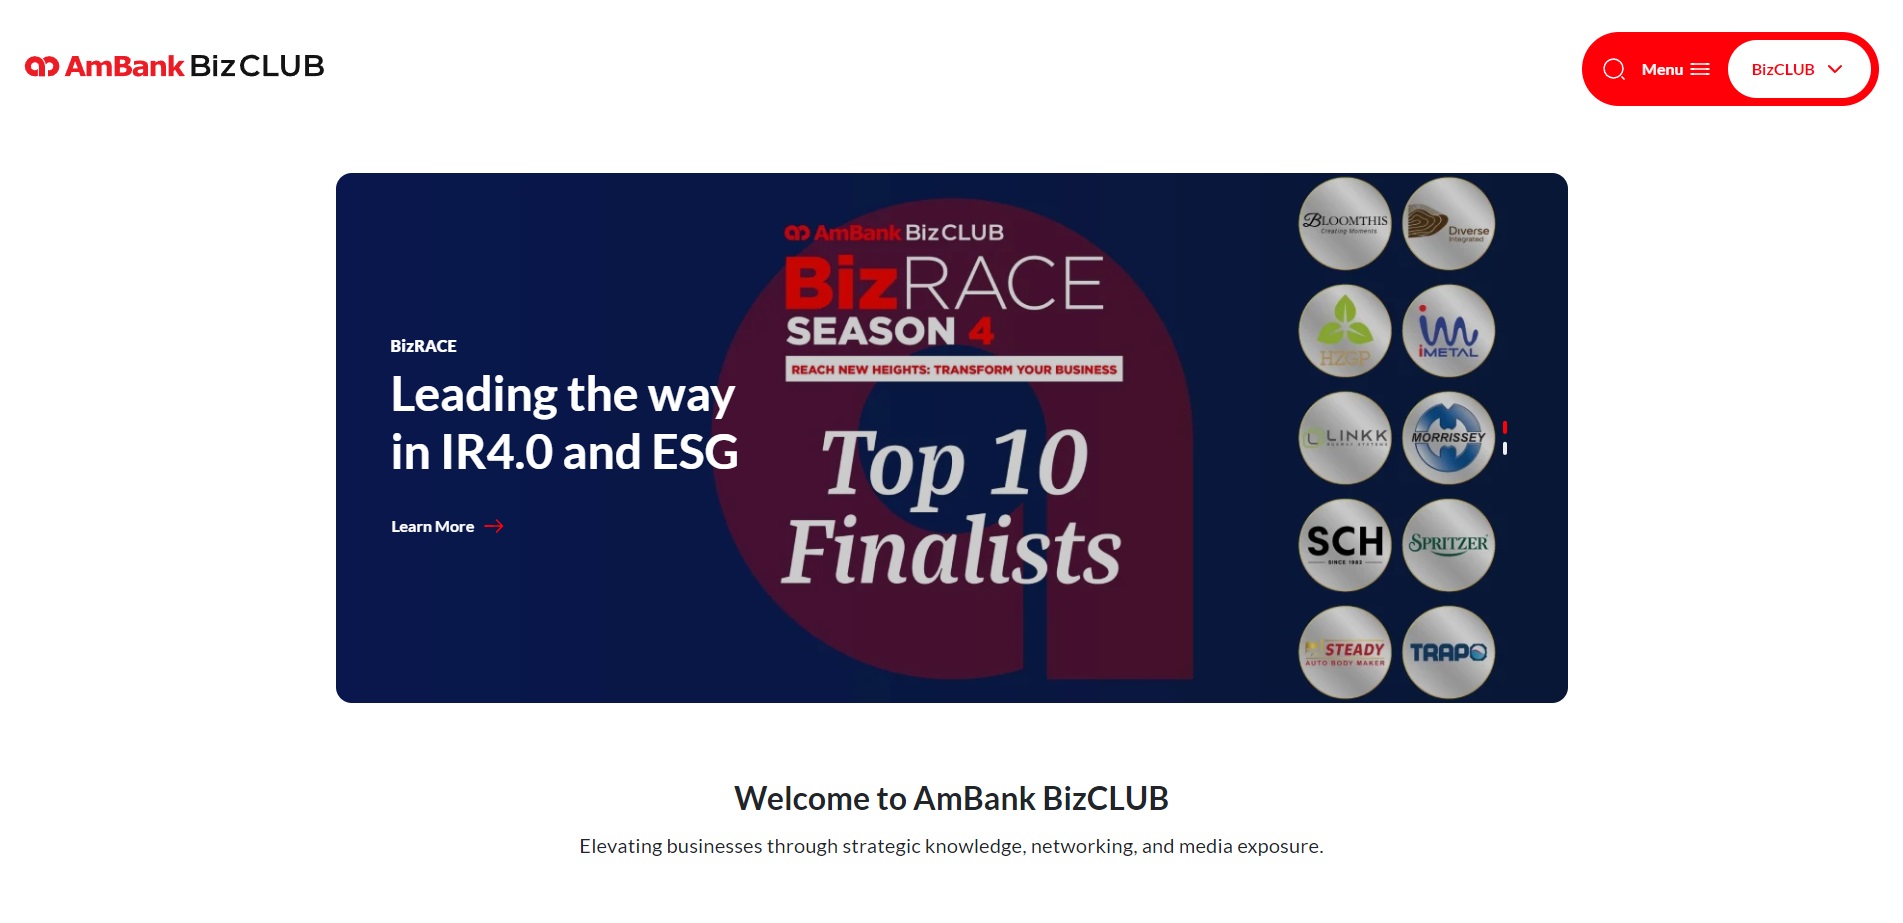 AmBank BizCLUB
Menu
BizCLUB
BizRACE
Leading the way
in IR4.0 and ESG
Learn More
AmBank BizCLUB
BizRACE
SEASON 4
REACH NEW HEIGHTS: TRANSFORM YOUR BUSINESS
Top 10
Finalists
BLOOMTHIS
Creating Moments
Diverse
Integrated
HZGP
iMETAL
LINKK
MORRISSEY
SCH
SINCE 1982
SPRITZER
STEADY
AUTO BODY MAKER
TRAPO
Welcome to AmBank BizCLUB
Elevating businesses through strategic knowledge, networking, and media exposure.